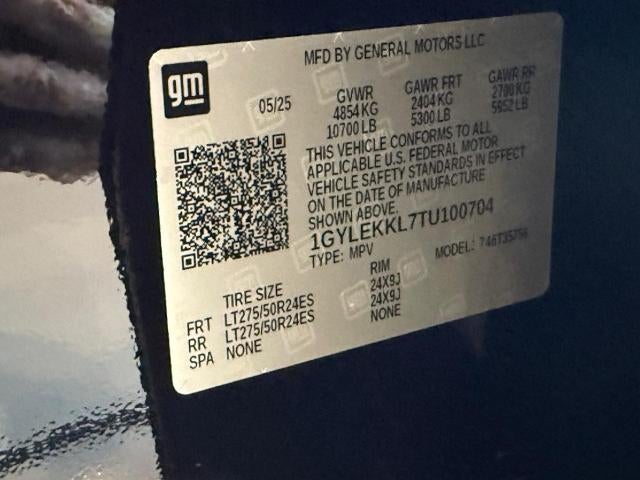 MFD BY GENERAL MOTORS LLC
gm
05/25
GVWR GAWR FRT GAWR RR
4854 KG 2404 KG 2700 KG
10700 LB 5300 LB 5952 LB
THIS VEHICLE CONFORMS TO ALL
APPLICABLE U.S. FEDERAL MOTOR
VEHICLE SAFETY STANDARDS IN EFFECT
ON THE DATE OF MANUFACTURE
SHOWN ABOVE.
1GYLEKKL7TU100704
TYPE: MPV MODEL:
TIRE SIZE RIM
FRT LT275/50R24ES 24X9J
RR LT275/50R24ES 24X9J
SPA NONE NONE